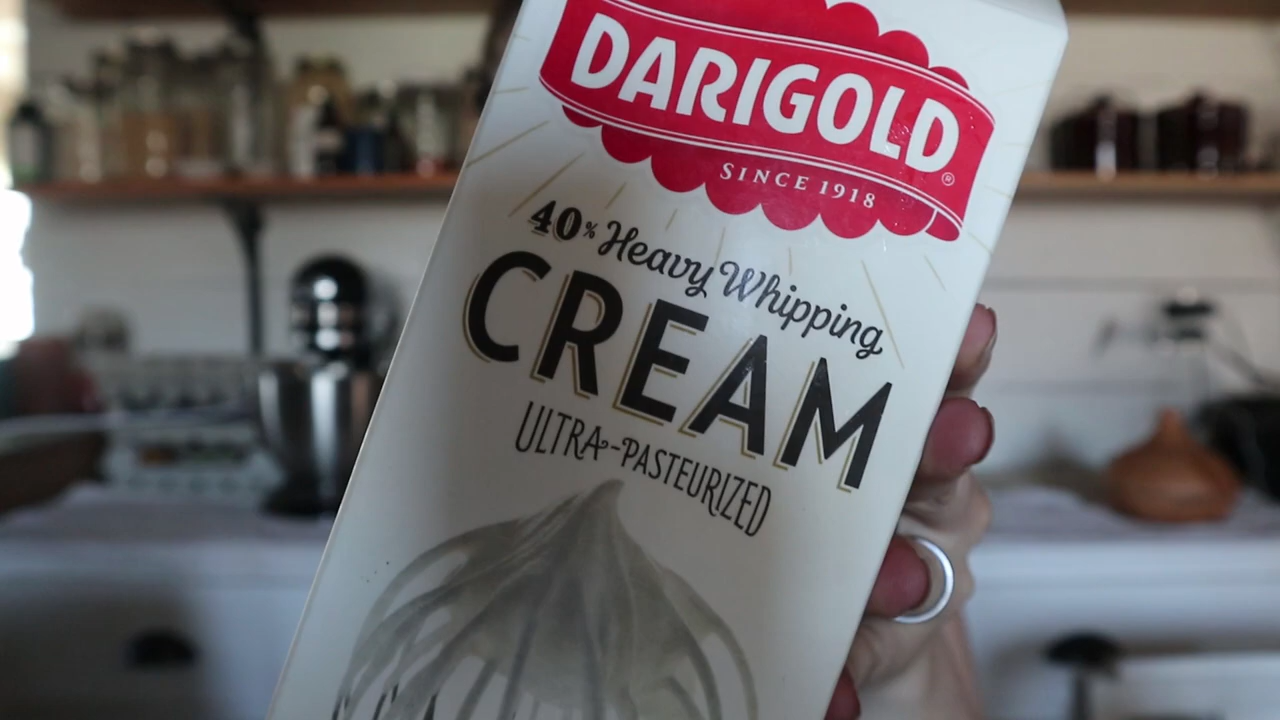 DARIGOLD®
SINCE 1918
40% Heavy Whipping
CREAM
ULTRA-PASTEURIZED